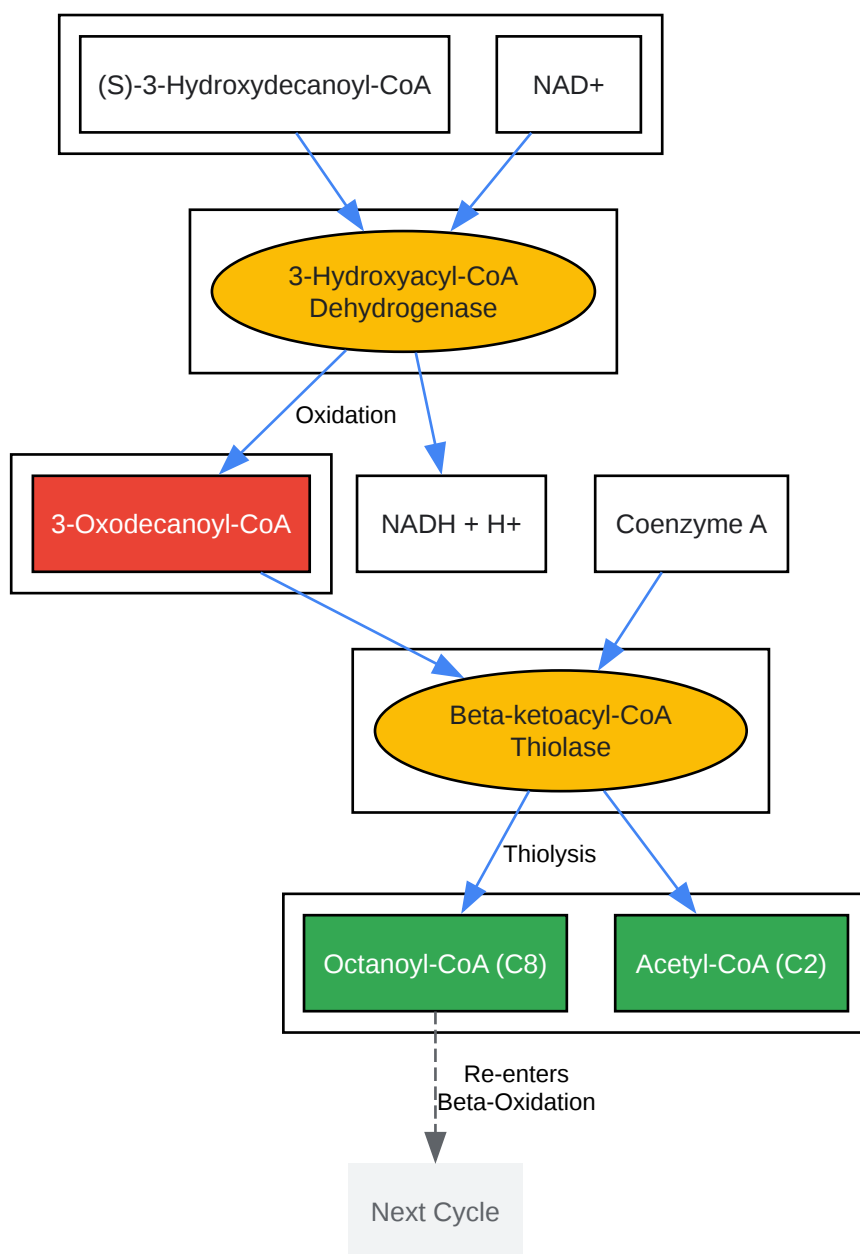 (S)-3-Hydroxydecanoyl-CoA
NAD+
3-Hydroxyacyl-CoA
Dehydrogenase
Oxidation
3-Oxodecanoyl-CoA
NADH + H+
Coenzyme A
Beta-ketoacyl-CoA
Thiolase
Thiolysis
Octanoyl-CoA (C8)
Acetyl-CoA (C2)
Re-enters
Beta-Oxidation
Next Cycle